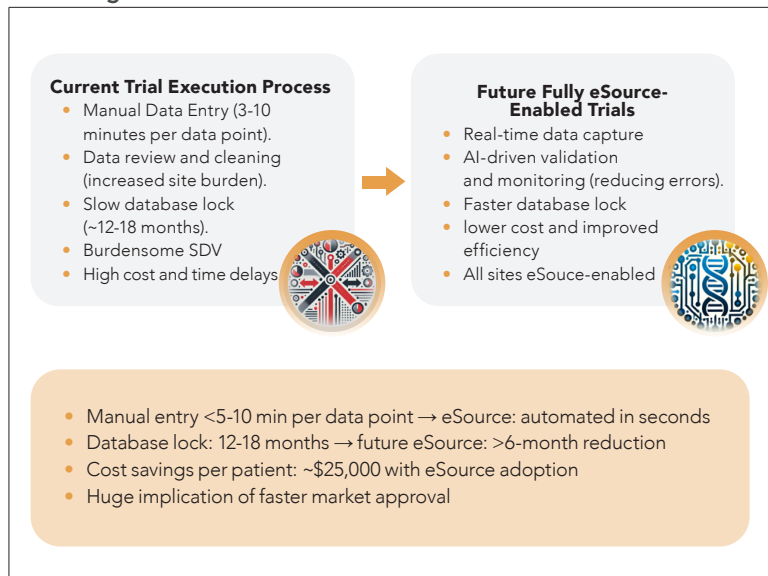 Current Trial Execution Process
• Manual Data Entry (3-10
minutes per data point).
• Data review and cleaning
(increased site burden).
• Slow database lock
(~12-18 months).
• Burdensome SDV
• High cost and time delays
Future Fully eSource-
Enabled Trials
• Real-time data capture
• AI-driven validation
and monitoring (reducing errors).
• Faster database lock
• lower cost and improved
efficiency
• All sites eSouce-enabled
• Manual entry <5-10 min per data point → eSource: automated in seconds
• Database lock: 12-18 months → future eSource: >6-month reduction
• Cost savings per patient: ~$25,000 with eSource adoption
• Huge implication of faster market approval